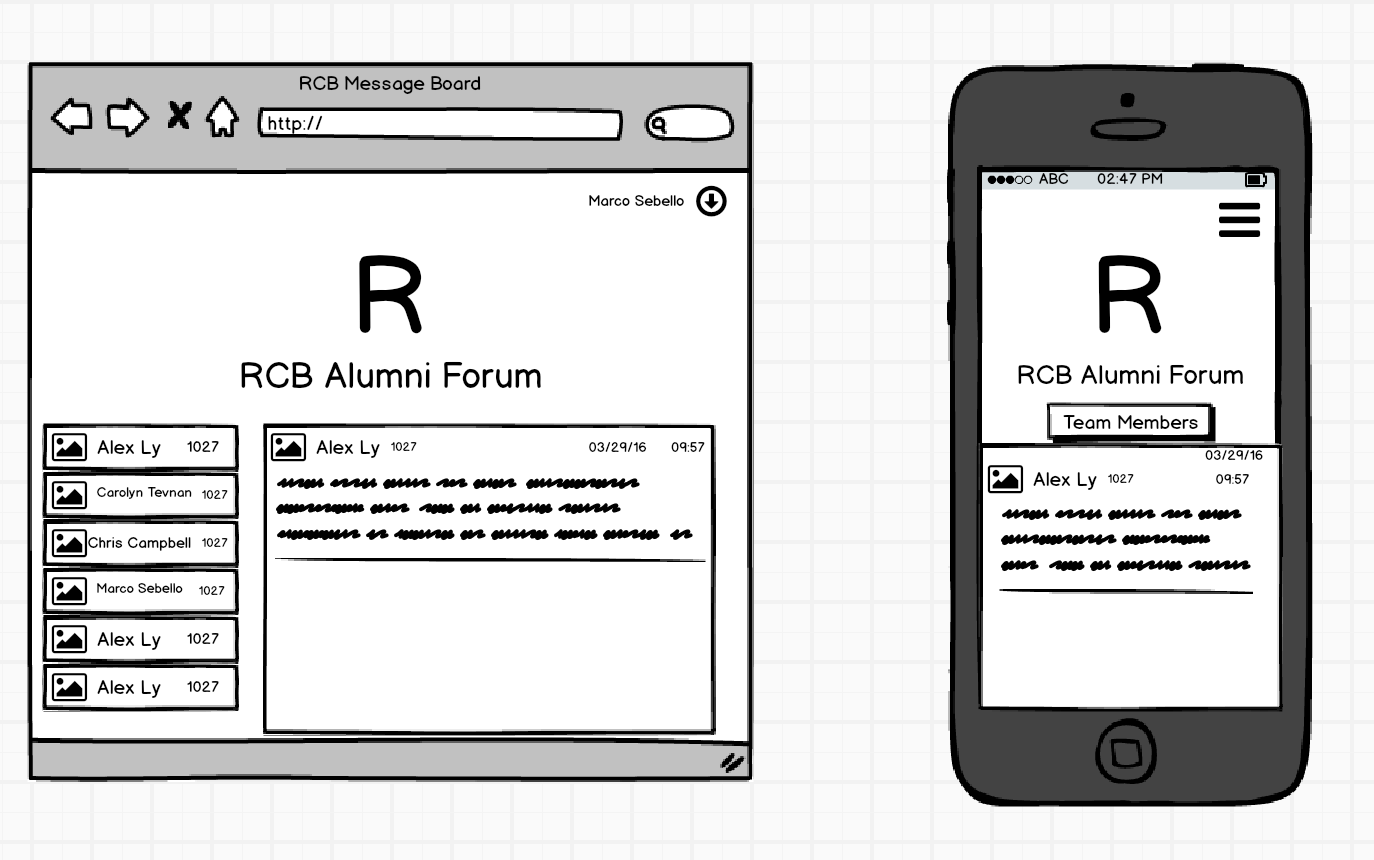 RCB Message Board
http://
Marco Sebello
R
RCB Alumni Forum
Alex Ly 1027
Carolyn Tevnan 1027
Chris Campbell 1027
Marco Sebello 1027
Alex Ly 1027
Alex Ly 1027
Alex Ly 1027 03/29/16 09:57
ABC 02:47 PM
R
RCB Alumni Forum
Team Members
03/29/16
Alex Ly 1027 09:57